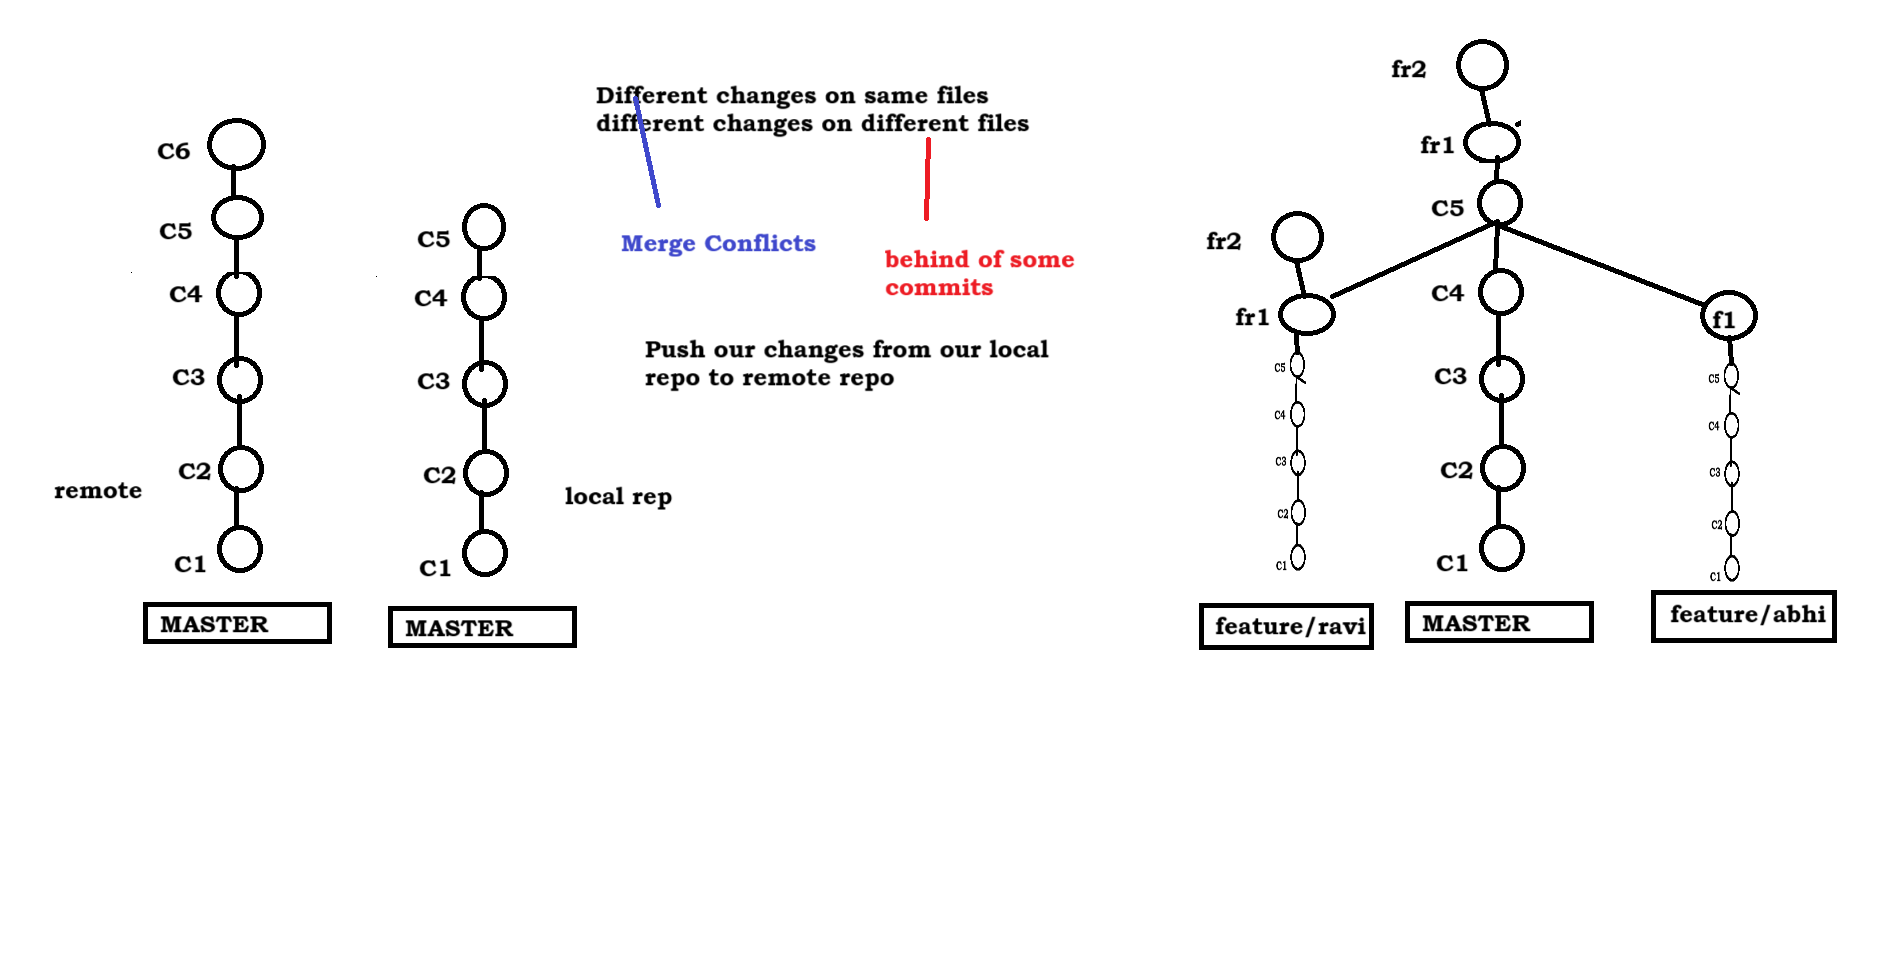 Different changes on same files
different changes on different files
Merge Conflicts
behind of some
commits
Push our changes from our local
repo to remote repo
C6
C5
C4
C3
C2
C1
remote
MASTER
C5
C4
C3
C2
C1
local rep
MASTER
fr2
fr1
C5
C4
C3
C2
C1
MASTER
fr2
fr1
C5
C4
C3
C2
C1
feature/ravi
f1
C5
C4
C3
C2
C1
feature/abhi